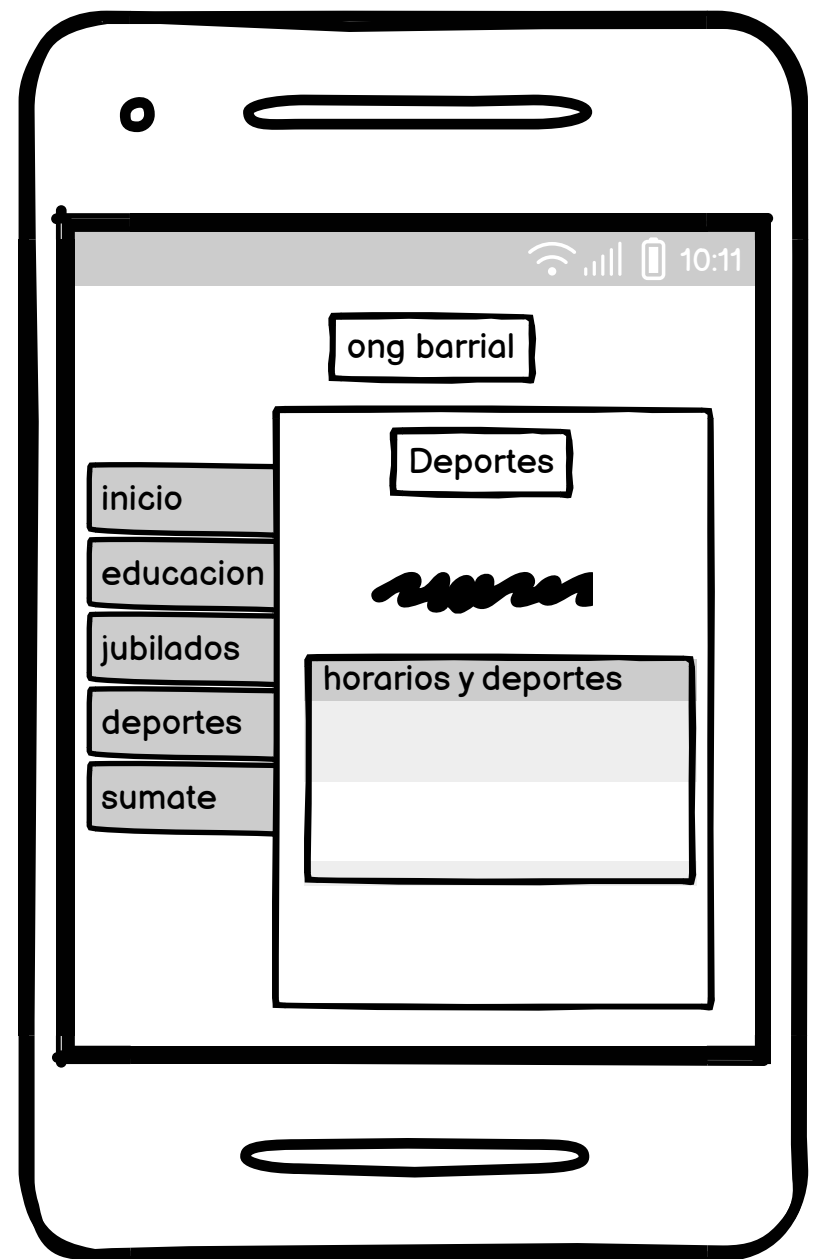 10:11
ong barrial
Deportes
inicio
educacion
jubilados
deportes
sumate
horarios y deportes